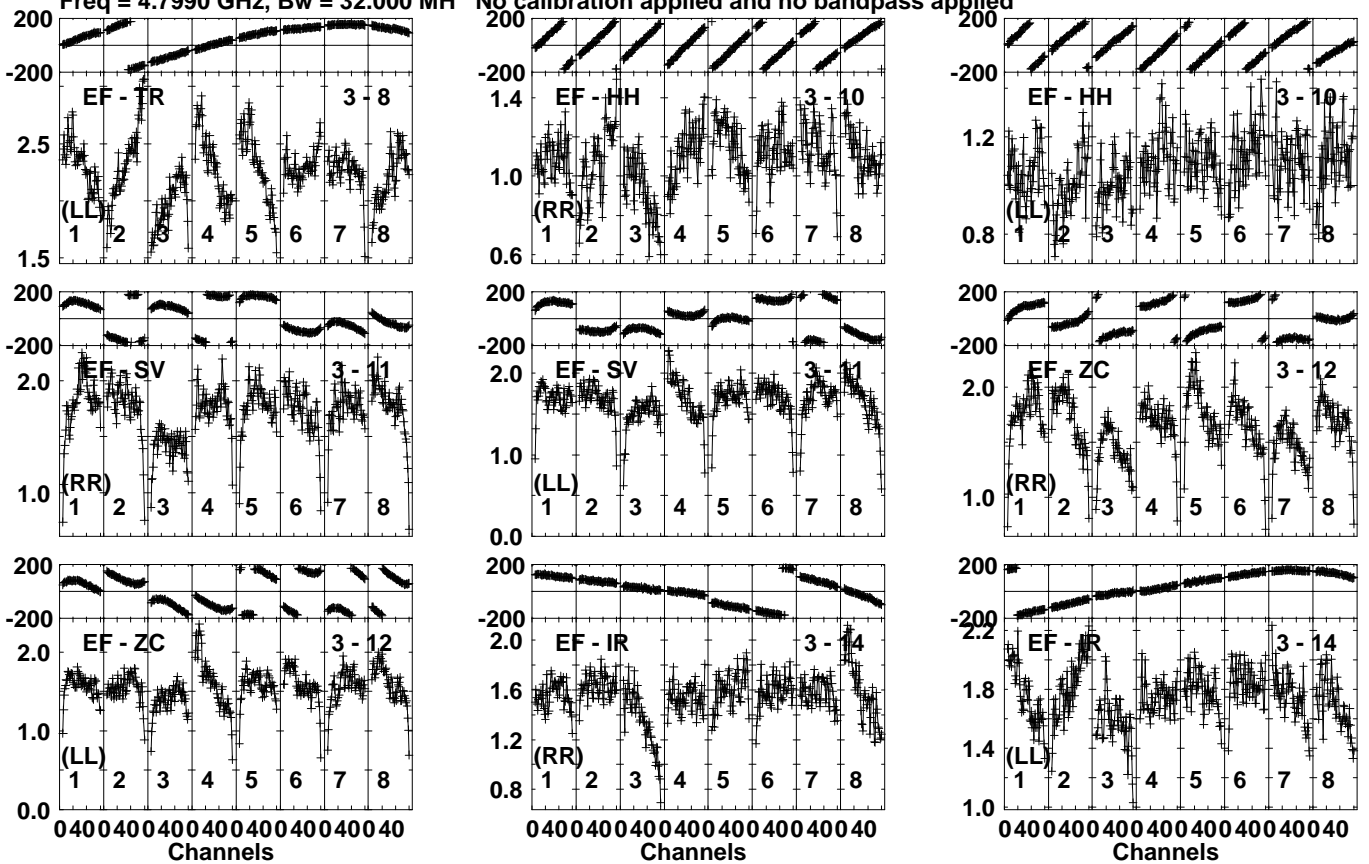 Freq = 4.7990 GHz, Bw = 32.000 MH No calibration applied and no bandpass applied
200
-200
EF - TR 3 - 8
2.5
1.5
(LL)
1 2 3 4 5 6 7 8
200
-200
EF - HH 3 - 10
1.4
1.0
0.6
(RR)
1 2 3 4 5 6 7 8
200
-200
EF - HH 3 - 10
1.2
0.8
(LL)
1 2 3 4 5 6 7 8
200
-200
EF - SV 3 - 11
2.0
1.0
(RR)
1 2 3 4 5 6 7 8
200
-200
EF - SV 3 - 11
2.0
1.0
0.0
(LL)
1 2 3 4 5 6 7 8
200
-200
EF - ZC 3 - 12
2.0
1.0
(RR)
1 2 3 4 5 6 7 8
200
-200
EF - ZC 3 - 12
2.0
1.0
0.0
(LL)
1 2 3 4 5 6 7 8
0 40 0 40 0 40 0 40 0 40 0 40 0 40 0 40
Channels
200
-200
EF - IR 3 - 14
2.0
1.6
1.2
0.8
(RR)
1 2 3 4 5 6 7 8
0 40 0 40 0 40 0 40 0 40 0 40 0 40 0 40
Channels
200
-200
EF - IR 3 - 14
2.2
1.8
1.4
1.0
(LL)
1 2 3 4 5 6 7 8
0 40 0 40 0 40 0 40 0 40 0 40 0 40 0 40
Channels